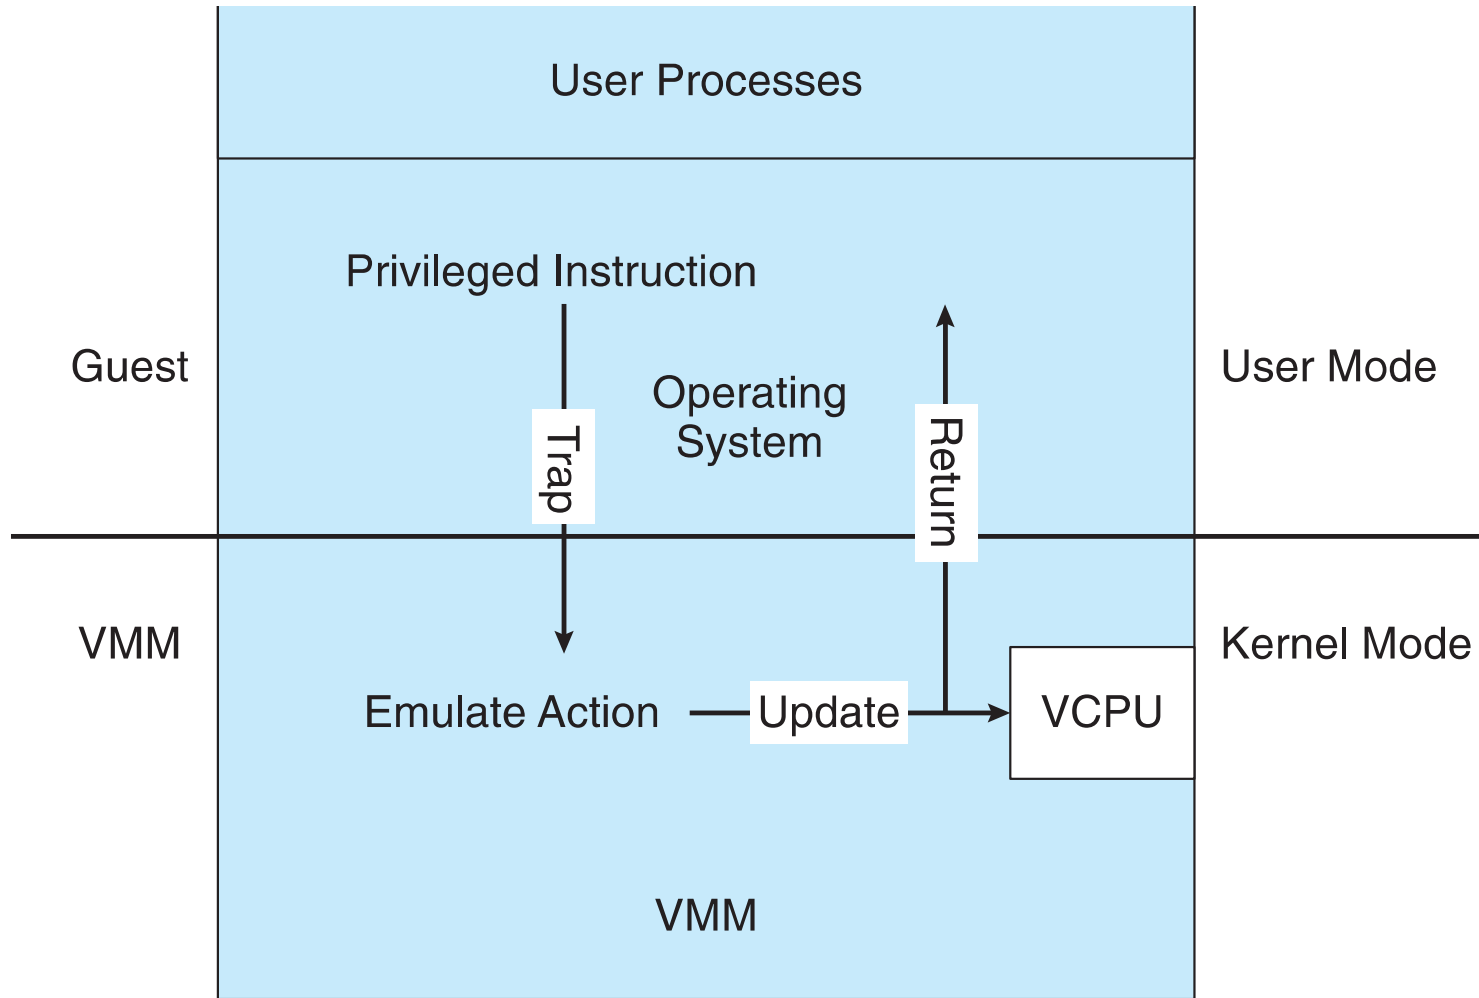 User Processes
Privileged Instruction
Guest
Operating
System
User Mode
Trap
Return
VMM
Kernel Mode
Emulate Action
Update
VCPU
VMM